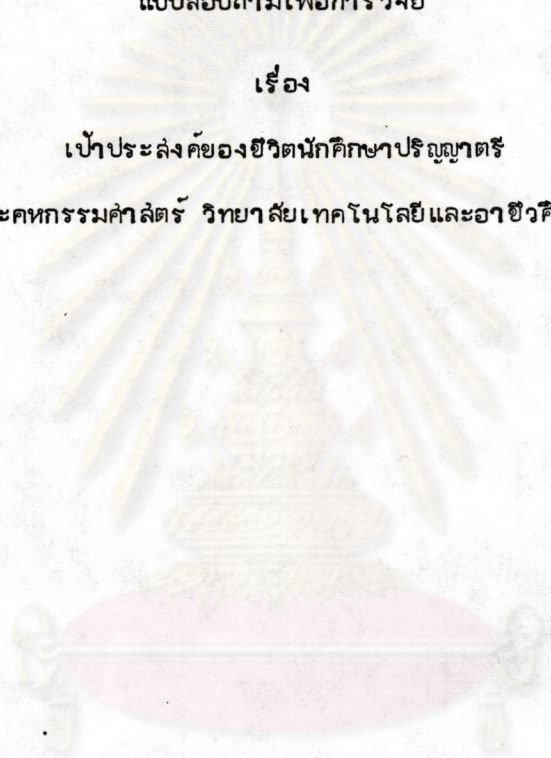 แบบสอบถามเพื่อการวิจัย
เรื่อง
เป้าประสงค์ของชีวิตนักศึกษาปริญญาตรี
ะคหกรรมศาสตร์ วิทยาลัยเทคโนโลยีและอาชีวศึ